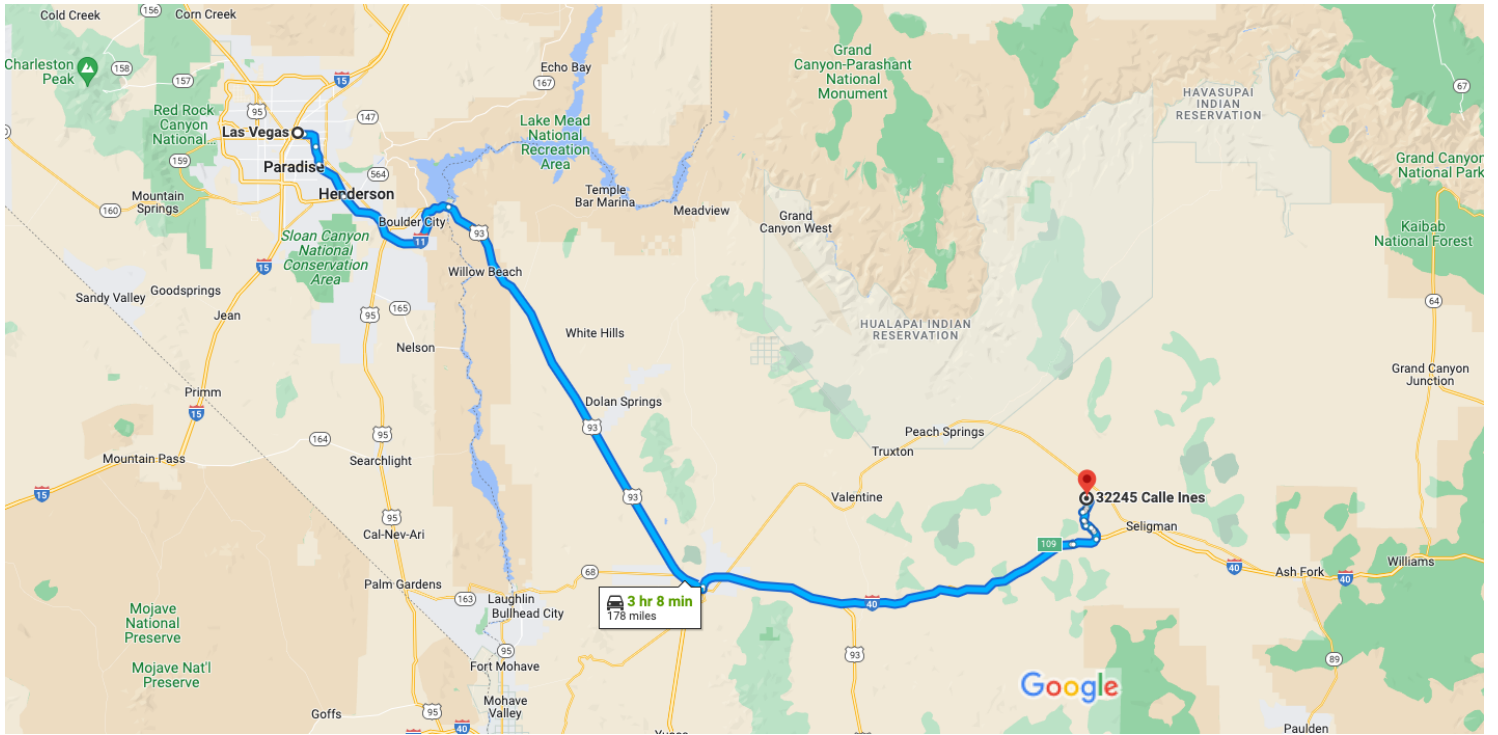 Cold Creek
156
Corn Creek
Charleston
Peak
158
157
15
Echo Bay
167
Grand
Canyon-Parashant
National
Monument
67
HAVASUPAI
INDIAN
RESERVATION
95
Red Rock
Canyon
National...
147
Las Vegas
Lake Mead
National
Recreation
Area
159
Paradise
564
Grand Canyon
National Park
Henderson
Mountain
Springs
160
Temple
Bar Marina
Meadview
Boulder City
Grand
Canyon West
11
93
Kaibab
National Forest
Sloan Canyon
National
Conservation
Area
15
Willow Beach
Sandy Valley
Goodsprings
165
64
Jean
95
White Hills
HUALAPAI INDIAN
RESERVATION
Nelson
Grand Canyon
Junction
Primm
15
Dolan Springs
93
164
95
Peach Springs
Mountain Pass
Searchlight
Truxton
15
93
Valentine
32245 Calle Ines
95
Seligman
Cal-Nev-Ari
109
68
Williams
40
Ash Fork
40
Palm Gardens
163
Laughlin
Bullhead City
3 hr 8 min
178 miles
40
Mojave
National
Preserve
95
93
89
Mojave Nat'l
Preserve
Fort Mohave
Google
Mohave
Valley
Goffs
95
40
Paulden